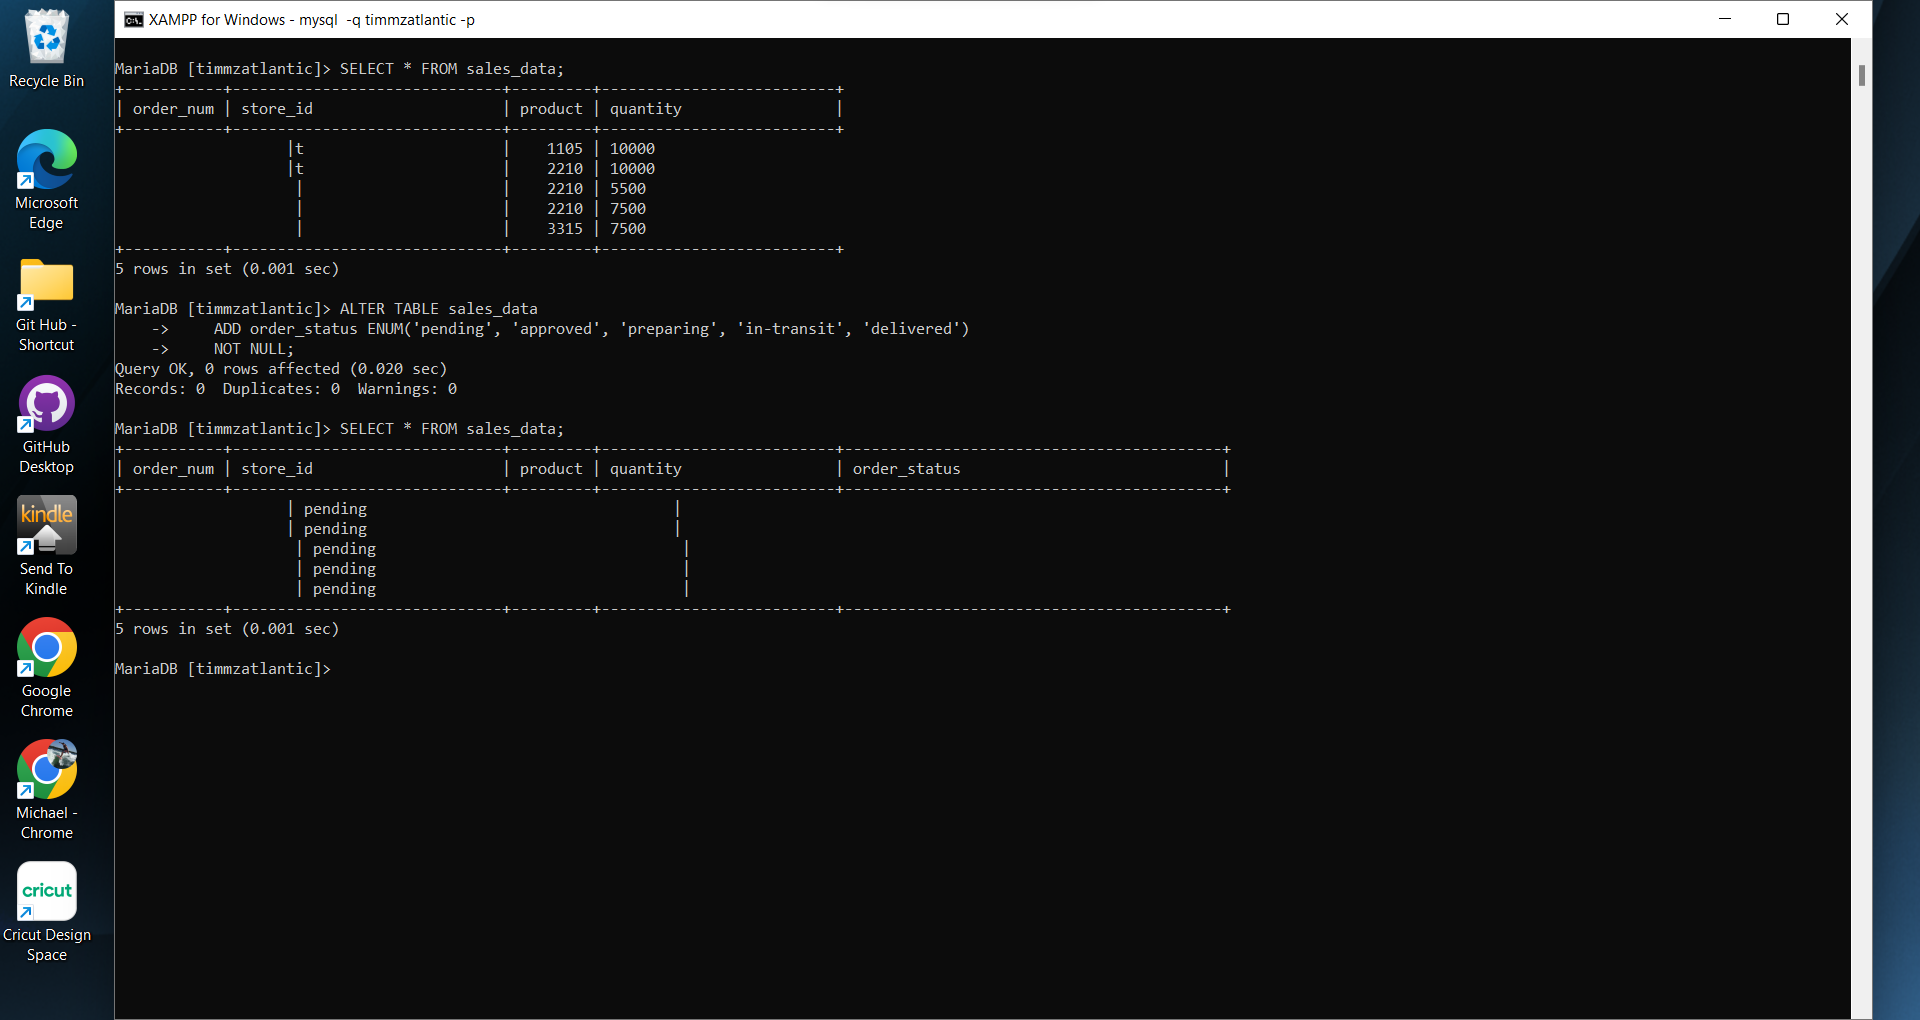 XAMPP for Windows - mysql  -q timmzatlantic -p
Recycle Bin
Microsoft
Edge
Git Hub -
Shortcut
GitHub
Desktop
kindle
Send To
Kindle
Google
Chrome
Michael -
Chrome
cricut
Cricut Design
Space
MariaDB [timmzatlantic]> SELECT * FROM sales_data;
+-----------+------------------------------+---------+--------------------------+
| order_num | store_id                     | product | quantity                 |
+-----------+------------------------------+---------+--------------------------+
                   |t                      |    1105 | 10000
                   |t                      |    2210 | 10000
                    |                      |    2210 | 5500
                    |                      |    2210 | 7500
                    |                      |    3315 | 7500
+-----------+------------------------------+---------+--------------------------+
5 rows in set (0.001 sec)
MariaDB [timmzatlantic]> ALTER TABLE sales_data
    ->     ADD order_status ENUM('pending', 'approved', 'preparing', 'in-transit', 'delivered')
    ->     NOT NULL;
Query OK, 0 rows affected (0.020 sec)
Records: 0  Duplicates: 0  Warnings: 0
MariaDB [timmzatlantic]> SELECT * FROM sales_data;
+-----------+------------------------------+---------+--------------------------+------------------------------------------+
| order_num | store_id                     | product | quantity                 | order_status                             |
+-----------+------------------------------+---------+--------------------------+------------------------------------------+
                   | pending                                  |
                   | pending                                  |
                    | pending                                  |
                    | pending                                  |
                    | pending                                  |
+-----------+------------------------------+---------+--------------------------+------------------------------------------+
5 rows in set (0.001 sec)
MariaDB [timmzatlantic]>